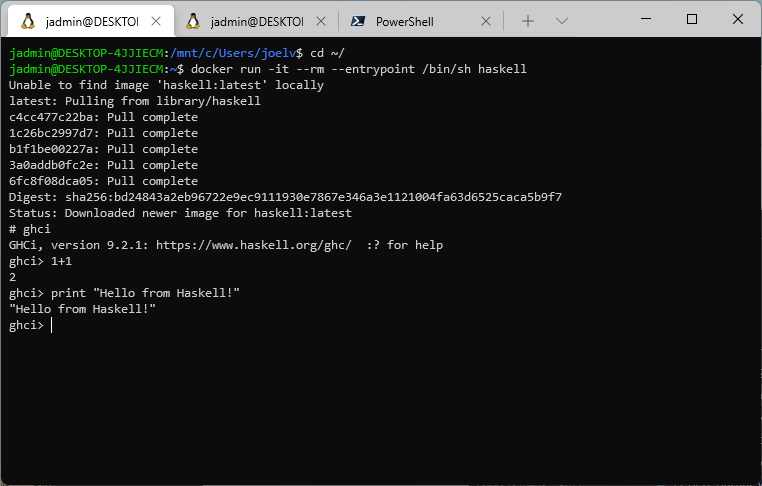 jadmin@DESKTOP jadmin@DESKTOP PowerShell
jadmin@DESKTOP-4JJIECM:/mnt/c/Users/joelv$ cd ~/
jadmin@DESKTOP-4JJIECM:~$ docker run -it --rm --entrypoint /bin/sh haskell
Unable to find image 'haskell:latest' locally
latest: Pulling from library/haskell
c4cc477c22ba: Pull complete
1c26bc2997d7: Pull complete
b1f1be00227a: Pull complete
3a0addb0fc2e: Pull complete
6fc8f08dca05: Pull complete
Digest: sha256:bd24843a2eb96722e9ec9111930e7867e346a3e1121004fa63d6525caca5b9f7
Status: Downloaded newer image for haskell:latest
# ghci
GHCi, version 9.2.1: https://www.haskell.org/ghc/  :? for help
ghci> 1+1
2
ghci> print "Hello from Haskell!"
"Hello from Haskell!"
ghci>